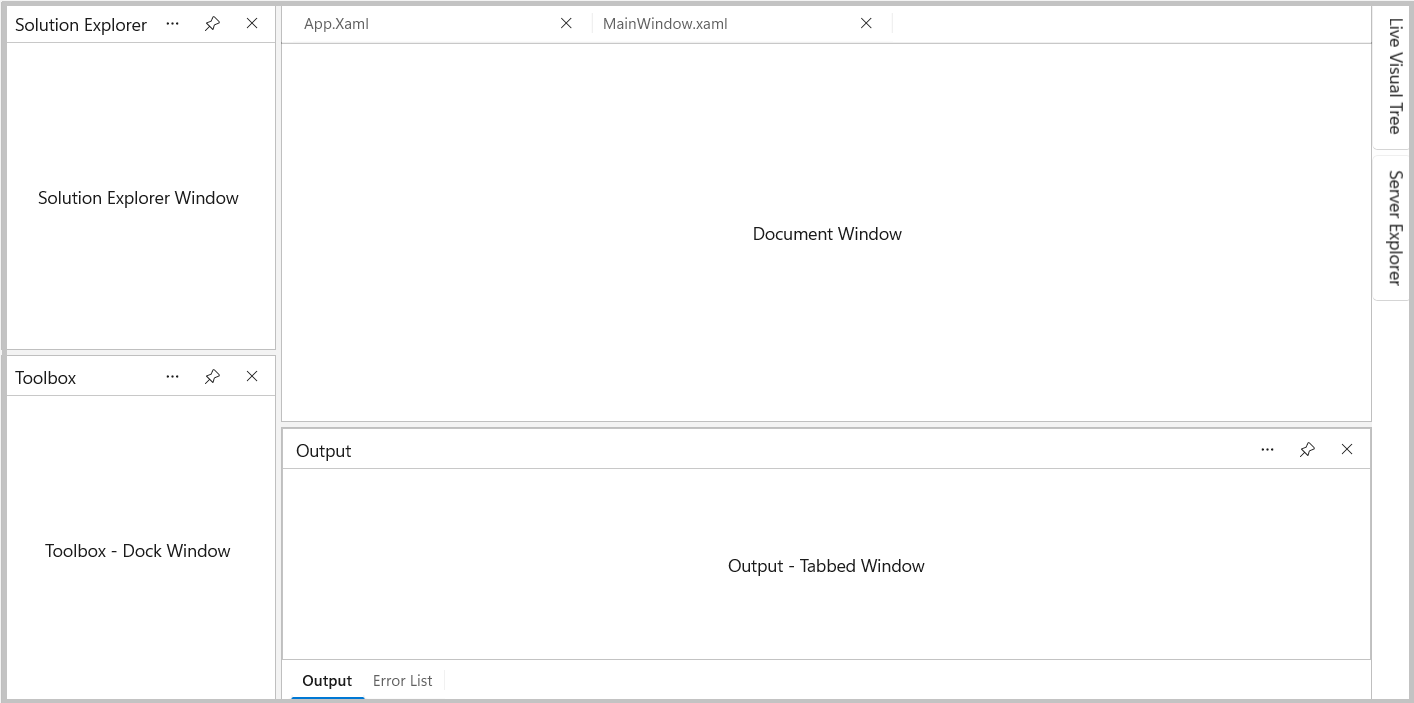 Solution Explorer
Solution Explorer Window
Toolbox
Toolbox - Dock Window
App.Xaml
MainWindow.xaml
Document Window
Output
Output - Tabbed Window
Output
Error List
Live Visual Tree
Server Explorer